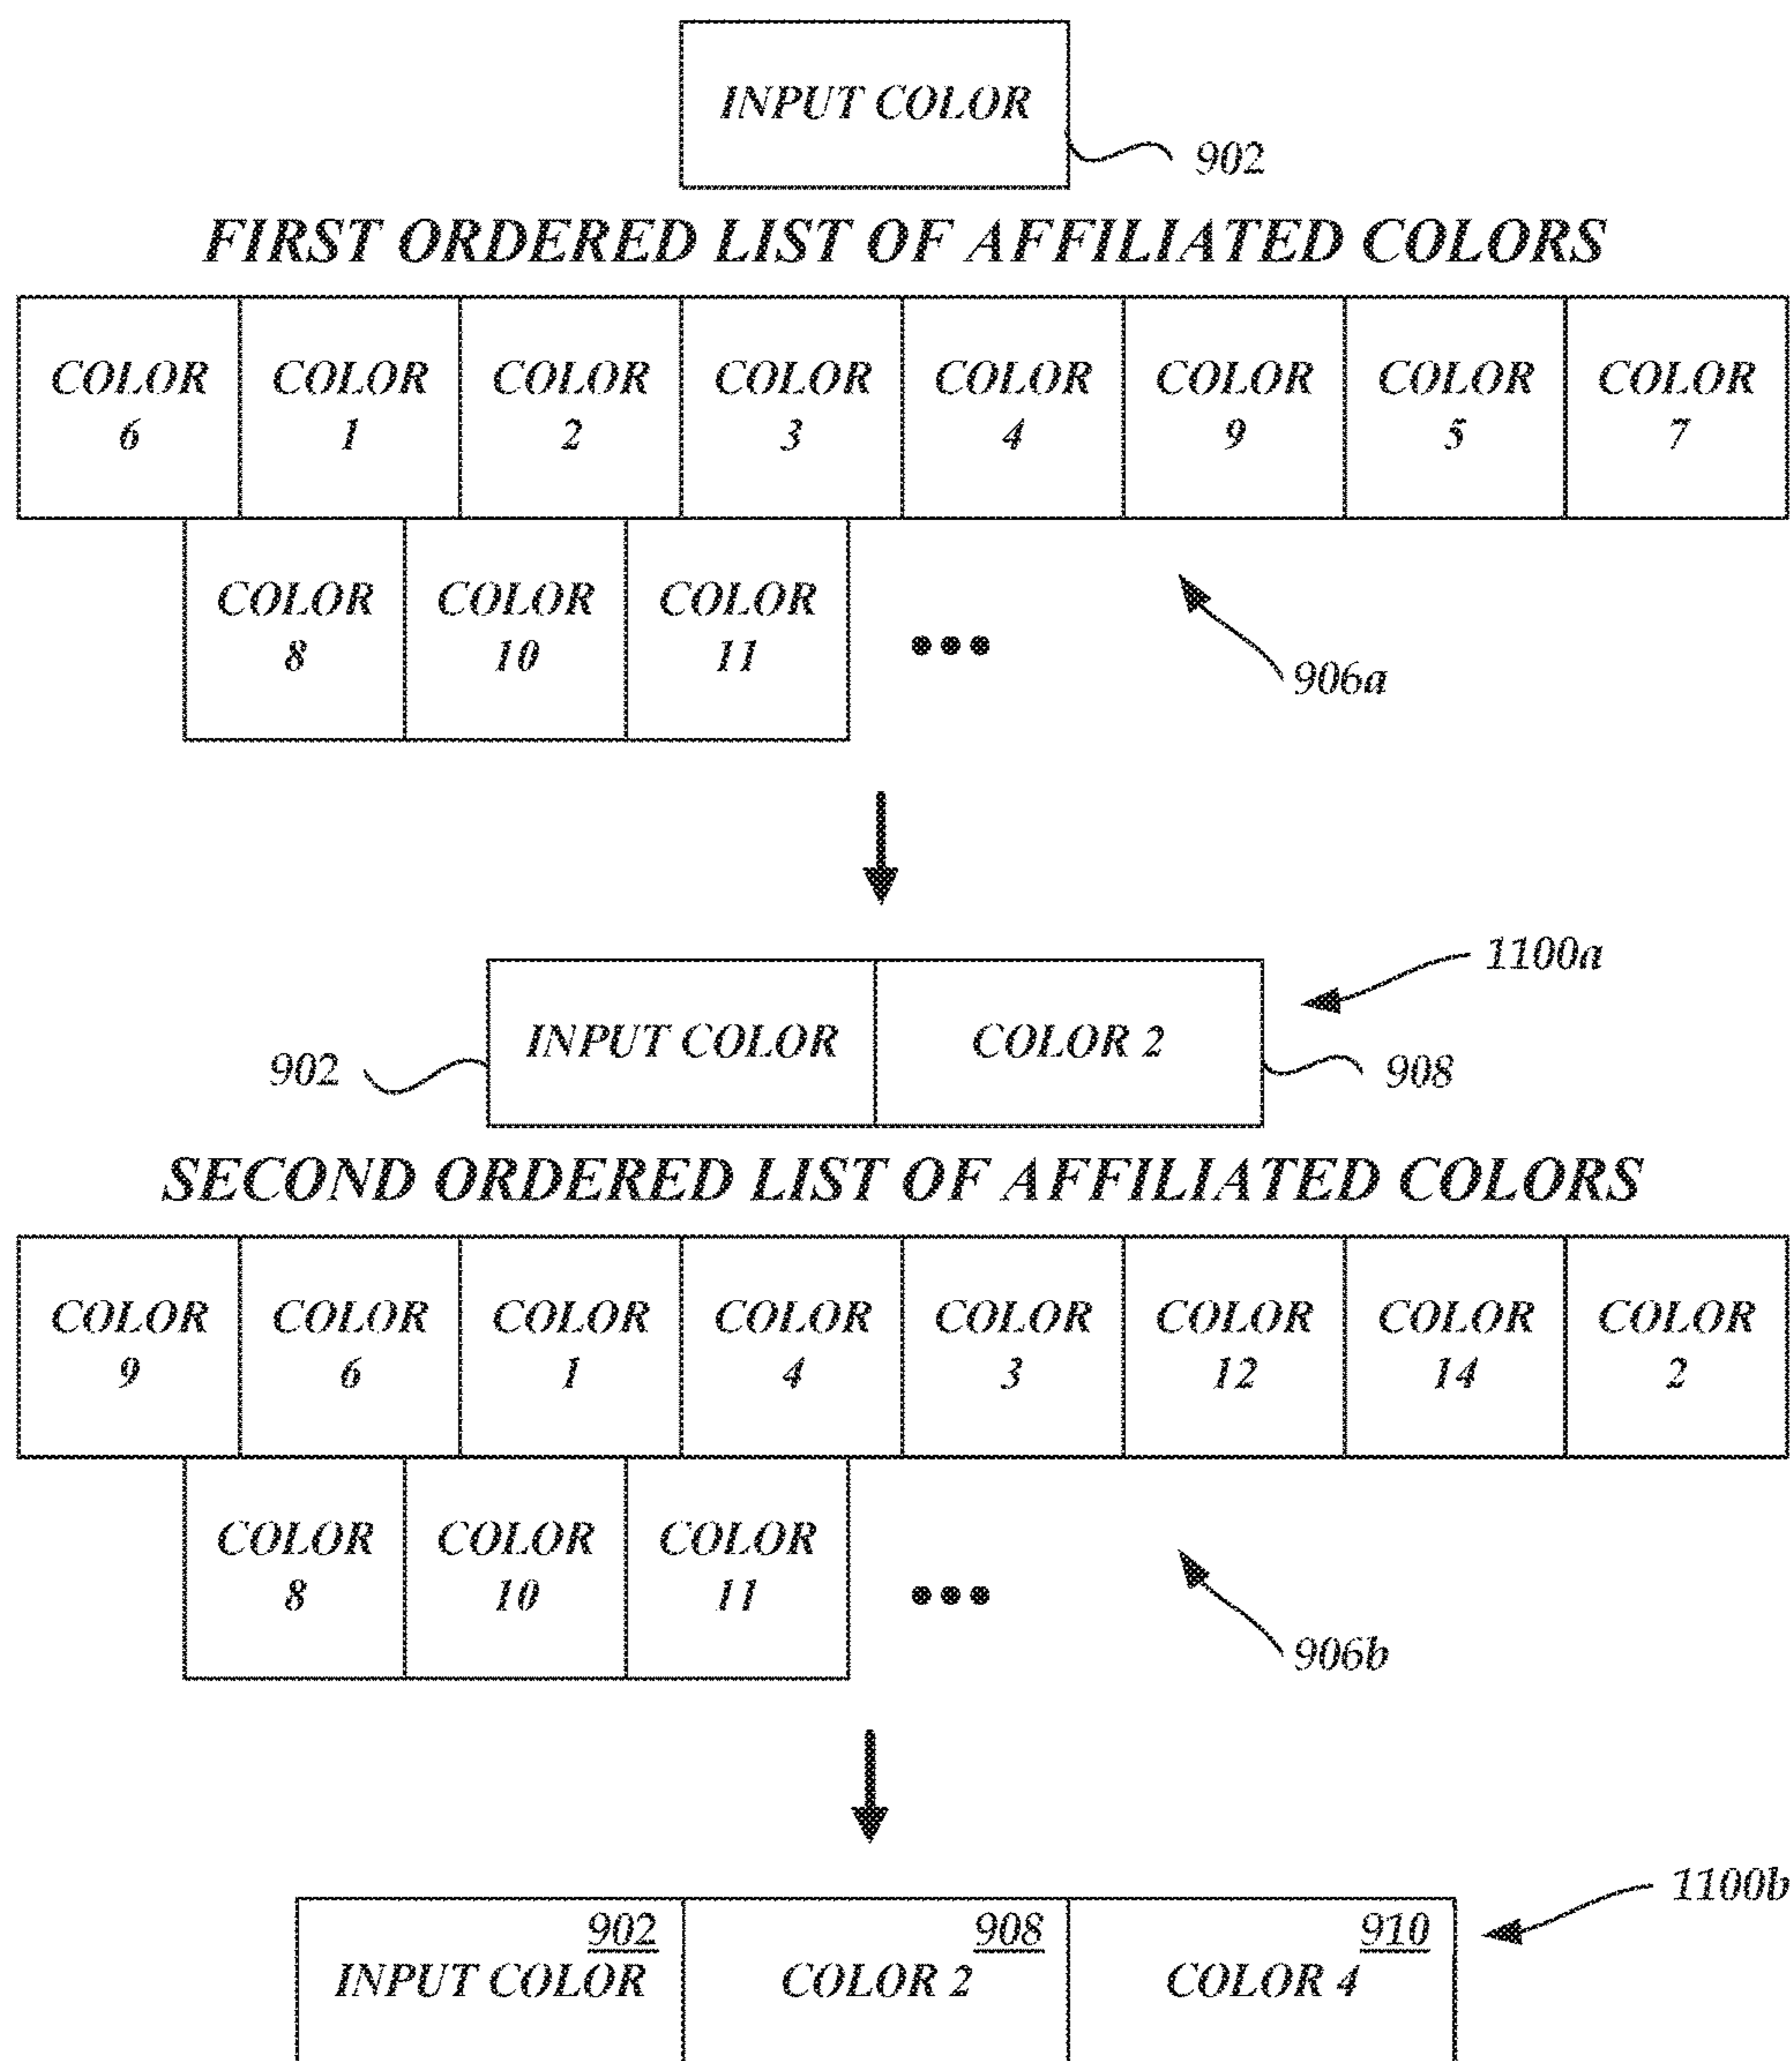 INPUT COLOR
902
FIRST ORDERED LIST OF AFFILIATED COLORS
COLOR COLOR COLOR COLOR COLOR COLOR COLOR COLOR
6 1 2 3 4 9 5 7
COLOR COLOR COLOR
8 10 11 •••
906a
1100a
INPUT COLOR COLOR 2
902 908
SECOND ORDERED LIST OF AFFILIATED COLORS
COLOR COLOR COLOR COLOR COLOR COLOR COLOR COLOR
9 6 1 4 3 12 14 2
COLOR COLOR COLOR
8 10 11 •••
906b
1100b
902 908 910
INPUT COLOR COLOR 2 COLOR 4